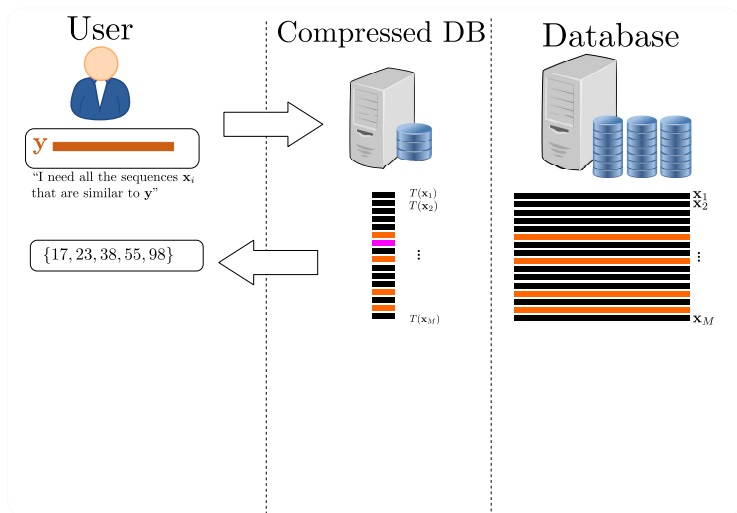 User
Compressed DB
Database
y
“I need all the sequences xᵢ
that are similar to y”
{17, 23, 38, 55, 98}
T(x₁)
T(x₂)
⋮
T(x_M)
x₁
x₂
⋮
x_M